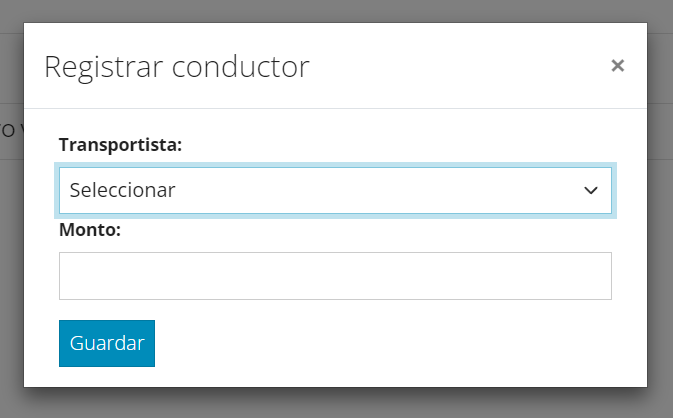 Registrar conductor
×
Transportista:
Seleccionar
Monto:
Guardar